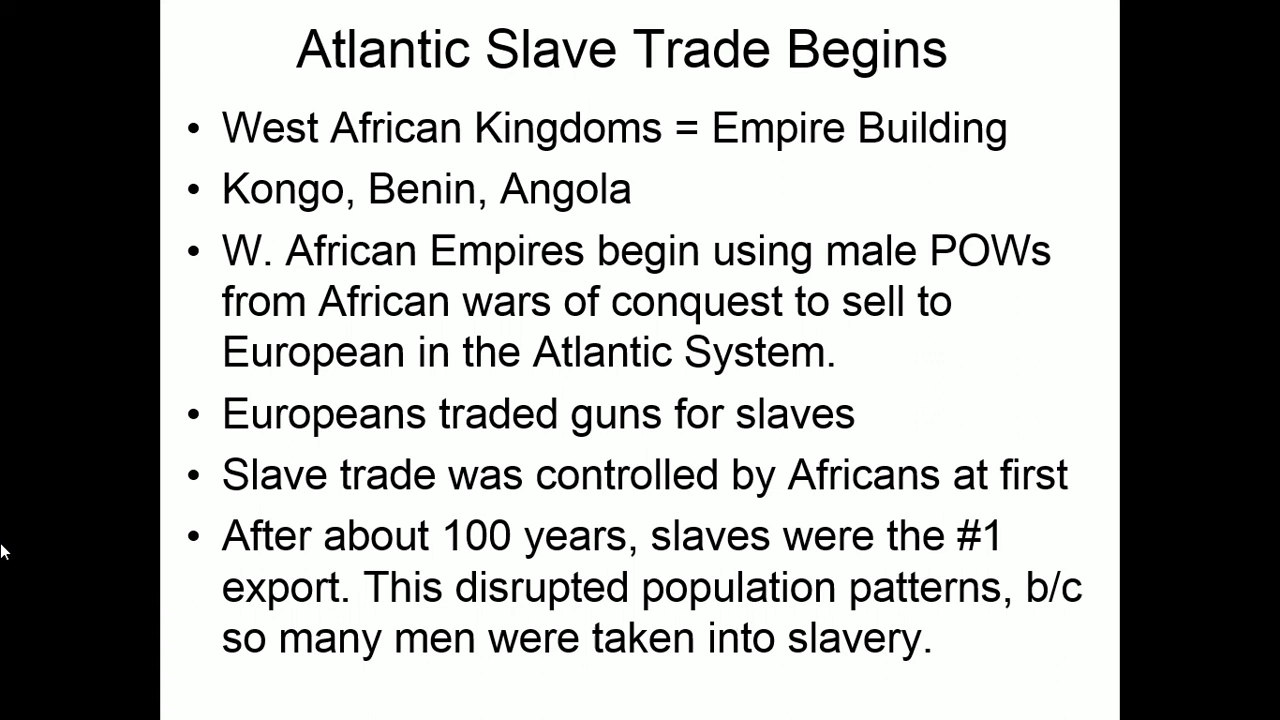 Atlantic Slave Trade Begins
• West African Kingdoms = Empire Building
• Kongo, Benin, Angola
• W. African Empires begin using male POWs
from African wars of conquest to sell to
European in the Atlantic System.
• Europeans traded guns for slaves
• Slave trade was controlled by Africans at first
• After about 100 years, slaves were the #1
export. This disrupted population patterns, b/c
so many men were taken into slavery.